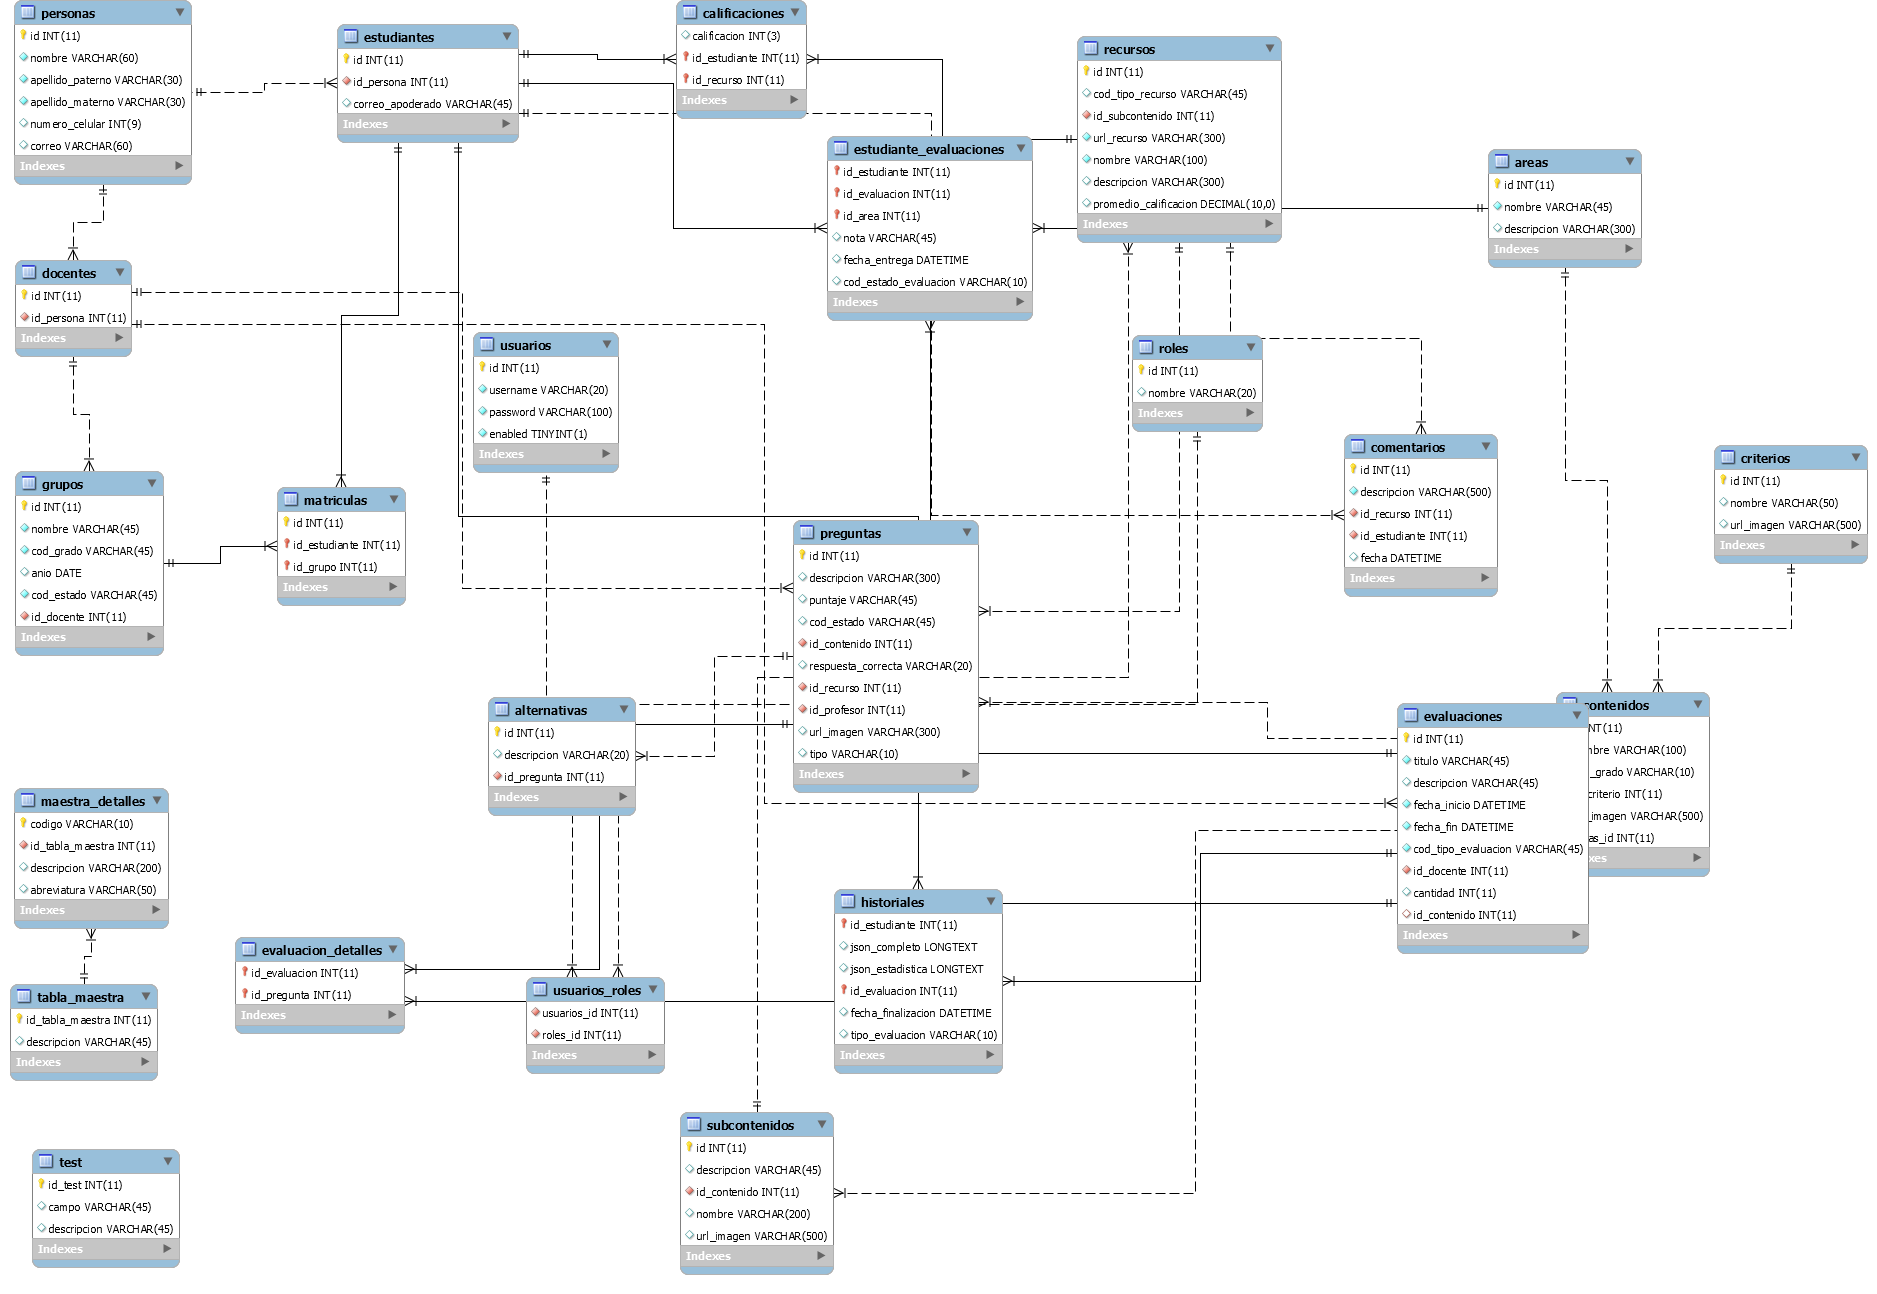 personas
id INT(11)
nombre VARCHAR(60)
apellido_paterno VARCHAR(30)
apellido_materno VARCHAR(30)
numero_celular INT(9)
correo VARCHAR(60)
Indexes
estudiantes
id INT(11)
id_persona INT(11)
correo_apoderado VARCHAR(45)
Indexes
calificaciones
calificacion INT(3)
id_estudiante INT(11)
id_recurso INT(11)
Indexes
recursos
id INT(11)
cod_tipo_recurso VARCHAR(45)
id_subcontenido INT(11)
url_recurso VARCHAR(300)
nombre VARCHAR(100)
descripcion VARCHAR(300)
promedio_calificacion DECIMAL(10,0)
Indexes
estudiante_evaluaciones
id_estudiante INT(11)
id_evaluacion INT(11)
id_area INT(11)
nota VARCHAR(45)
fecha_entrega DATETIME
cod_estado_evaluacion VARCHAR(10)
Indexes
areas
id INT(11)
nombre VARCHAR(45)
descripcion VARCHAR(300)
Indexes
docentes
id INT(11)
id_persona INT(11)
Indexes
usuarios
id INT(11)
username VARCHAR(20)
password VARCHAR(100)
enabled TINYINT(1)
Indexes
roles
id INT(11)
nombre VARCHAR(20)
Indexes
comentarios
id INT(11)
descripcion VARCHAR(500)
id_recurso INT(11)
id_estudiante INT(11)
fecha DATETIME
Indexes
criterios
id INT(11)
nombre VARCHAR(50)
url_imagen VARCHAR(500)
Indexes
grupos
id INT(11)
nombre VARCHAR(45)
cod_grado VARCHAR(45)
anio DATE
cod_estado VARCHAR(45)
id_docente INT(11)
Indexes
matriculas
id INT(11)
id_estudiante INT(11)
id_grupo INT(11)
Indexes
preguntas
id INT(11)
descripcion VARCHAR(300)
puntaje VARCHAR(45)
cod_estado VARCHAR(45)
id_contenido INT(11)
respuesta_correcta VARCHAR(20)
id_recurso INT(11)
id_profesor INT(11)
url_imagen VARCHAR(300)
tipo VARCHAR(10)
Indexes
alternativas
id INT(11)
descripcion VARCHAR(20)
id_pregunta INT(11)
Indexes
evaluaciones
id INT(11)
titulo VARCHAR(45)
descripcion VARCHAR(45)
fecha_inicio DATETIME
fecha_fin DATETIME
cod_tipo_evaluacion VARCHAR(45)
id_docente INT(11)
cantidad INT(11)
id_contenido INT(11)
Indexes
contenidos
INT(11)
VARCHAR(100)
_grado VARCHAR(10)
criterio INT(11)
_imagen VARCHAR(500)
as_id INT(11)
xes
maestra_detalles
codigo VARCHAR(10)
id_tabla_maestra INT(11)
descripcion VARCHAR(200)
abreviatura VARCHAR(50)
Indexes
evaluacion_detalles
id_evaluacion INT(11)
id_pregunta INT(11)
Indexes
usuarios_roles
usuarios_id INT(11)
roles_id INT(11)
Indexes
historiales
id_estudiante INT(11)
json_completo LONGTEXT
json_estadistica LONGTEXT
id_evaluacion INT(11)
fecha_finalizacion DATETIME
tipo_evaluacion VARCHAR(10)
Indexes
tabla_maestra
id_tabla_maestra INT(11)
descripcion VARCHAR(45)
Indexes
subcontenidos
id INT(11)
descripcion VARCHAR(45)
id_contenido INT(11)
nombre VARCHAR(200)
url_imagen VARCHAR(500)
Indexes
test
id_test INT(11)
campo VARCHAR(45)
descripcion VARCHAR(45)
Indexes